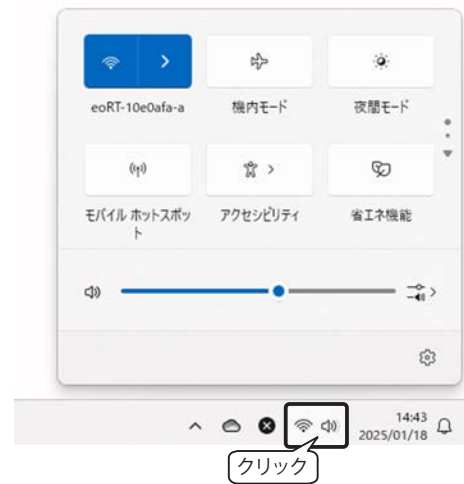 eoRT-10e0afa-a
機内モード
夜間モード
モバイル ホットスポッ
ト
アクセシビリティ
省エネ機能
14:43
2025/01/18
クリック